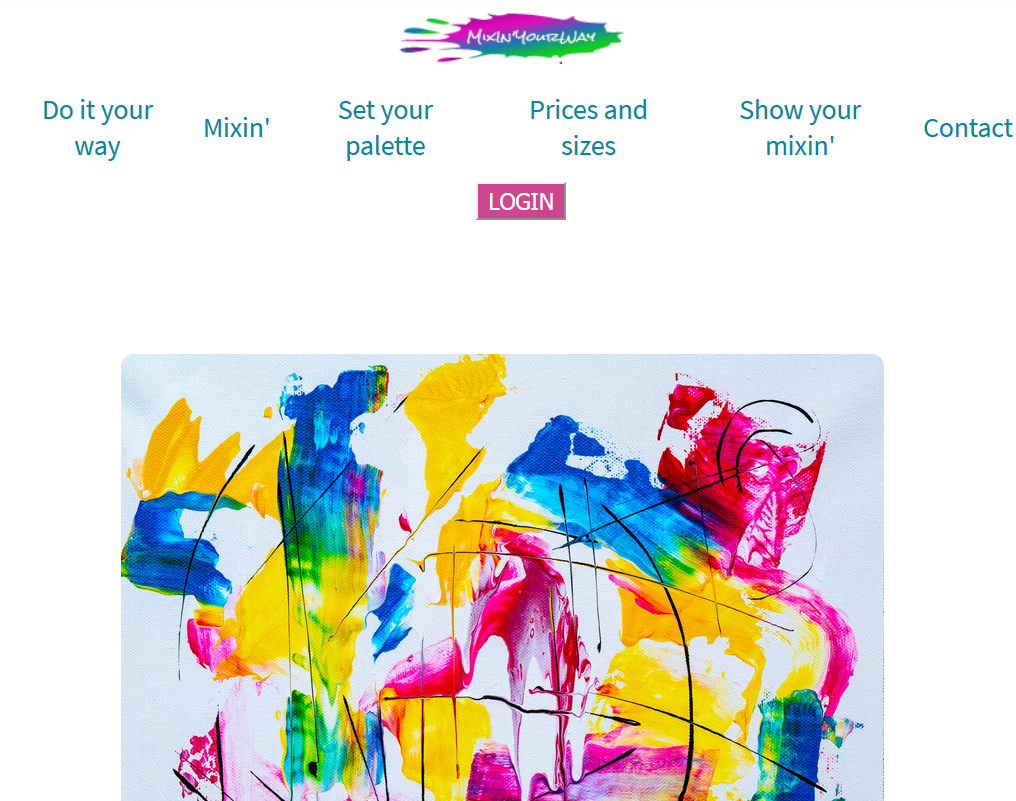 MixinYourWay
Do it your
way
Mixin'
Set your
palette
Prices and
sizes
Show your
mixin'
Contact
LOGIN